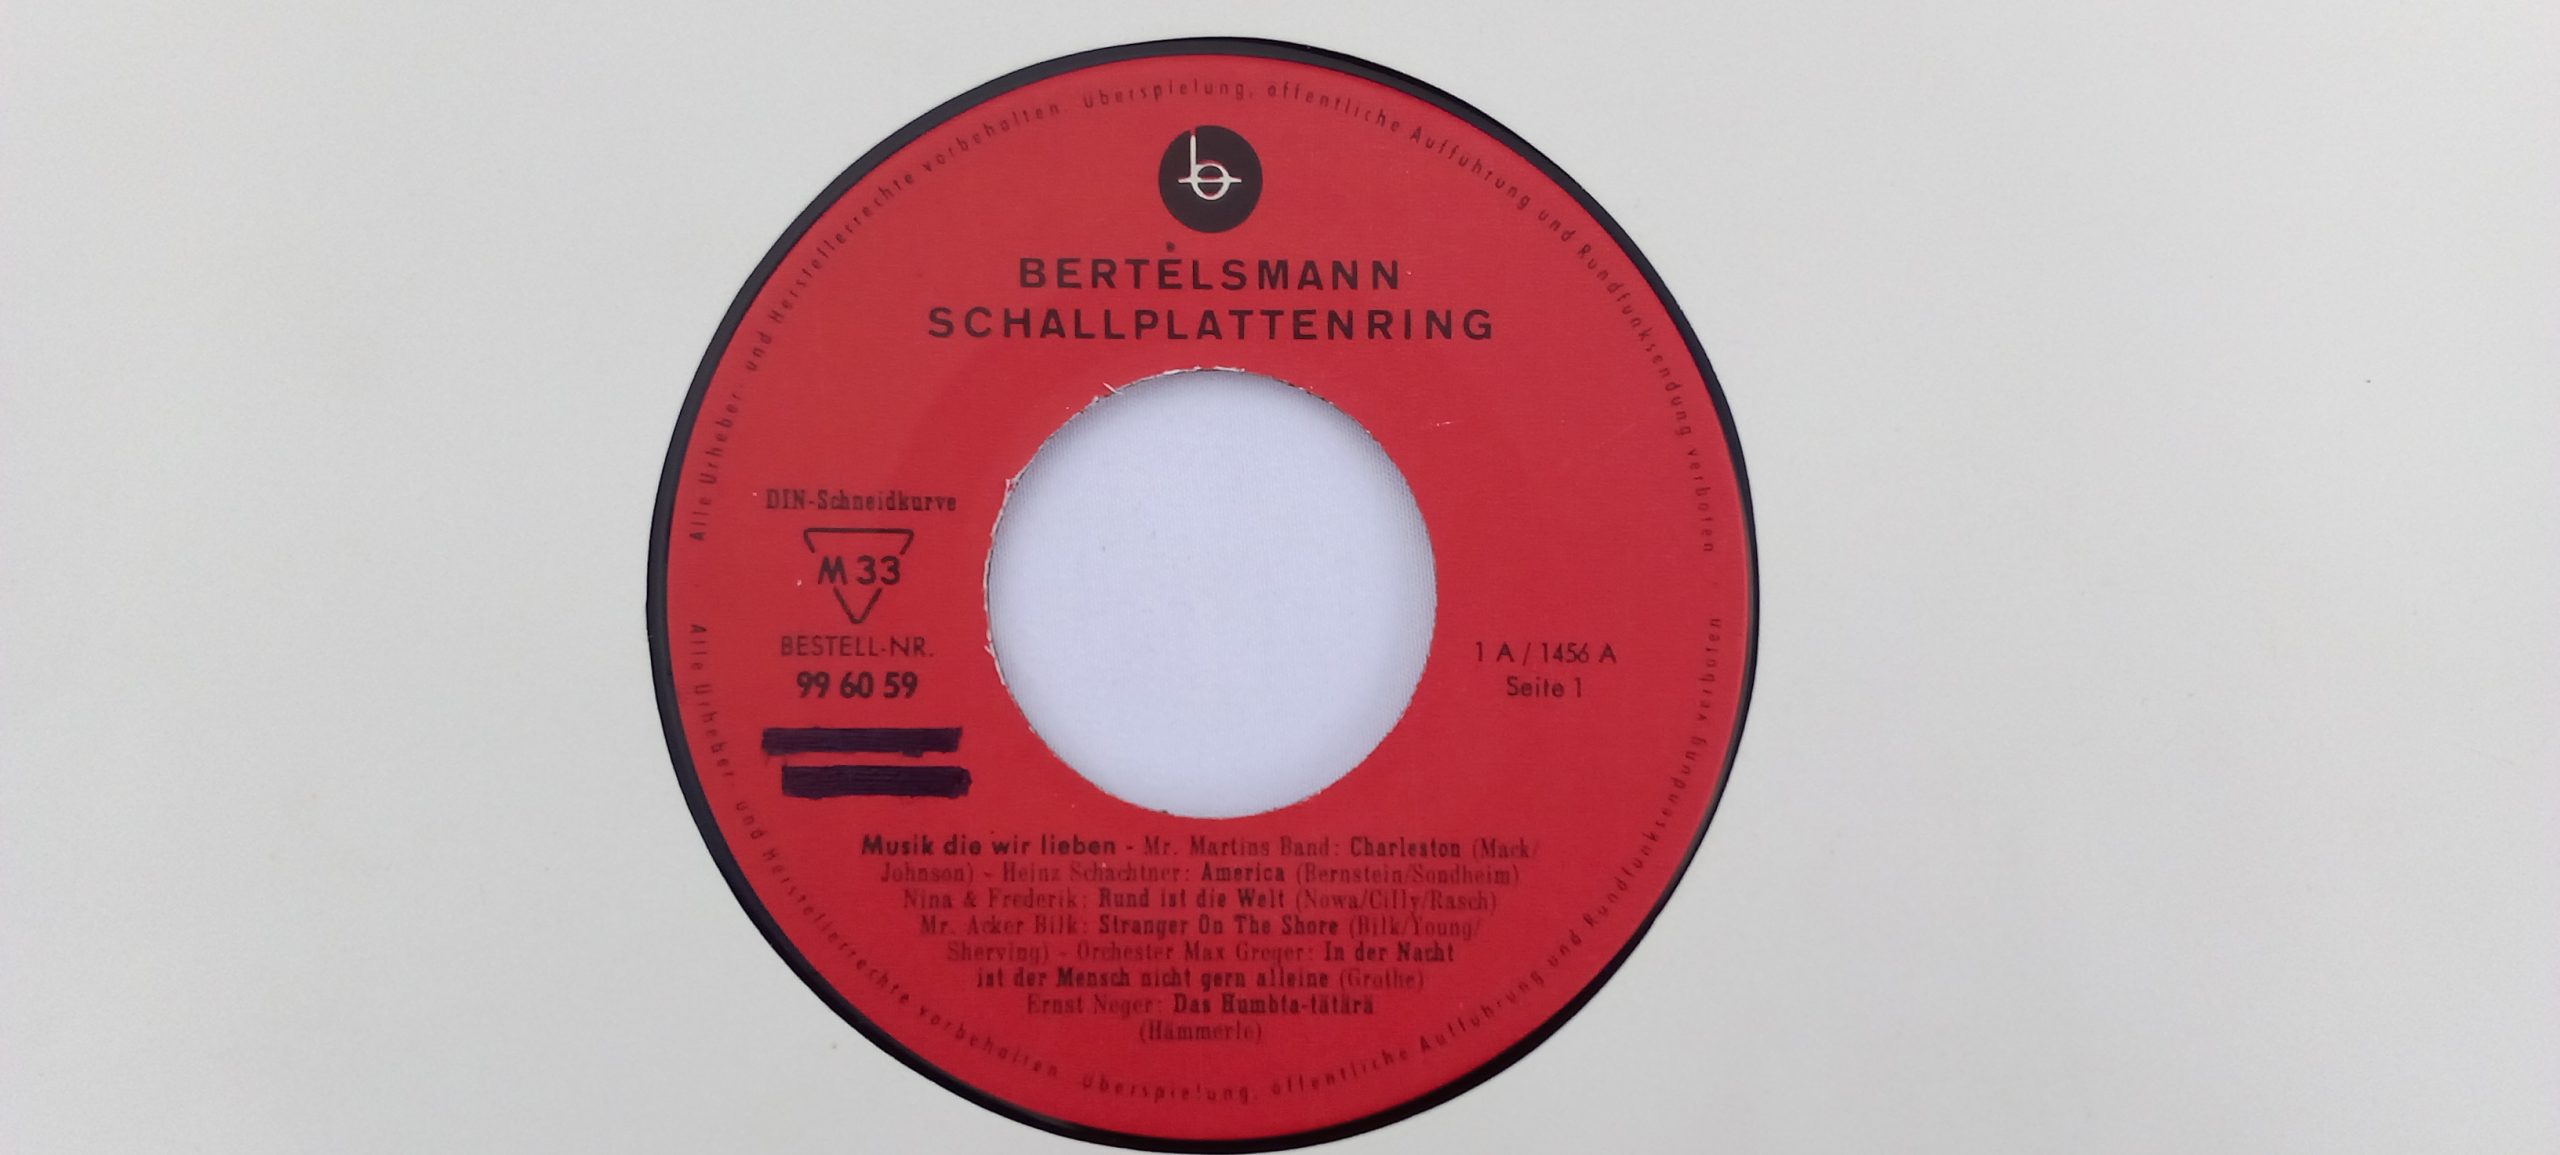 Alle Urheber- und Herstellerrechte vorbehalten. Überspielung, öffentliche Aufführung und Rundfunksendung verboten
b
BERTELSMANN
SCHALLPLATTENRING
DIN-Schneidkurve
M 33
BESTELL-NR.
99 60 59
1 A / 1456 A
Seite 1
Musik die wir lieben - Mr. Martins Band: Charleston (Mack/
Johnson) - Heinz Schachtner: America (Bernstein/Sondheim)
Nina & Frederik: Rund ist die Welt (Nowa/Cilly/Rasch)
Mr. Acker Bilk: Stranger On The Shore (Bilk/Young/
Sherving) - Orchester Max Greger: In der Nacht
ist der Mensch nicht gern alleine (Grothe)
Ernst Neger: Das Humbta-tätärä
(Hämmerle)
Alle Urheber- und Herstellerrechte vorbehalten. Überspielung, öffentliche Aufführung und Rundfunksendung verboten